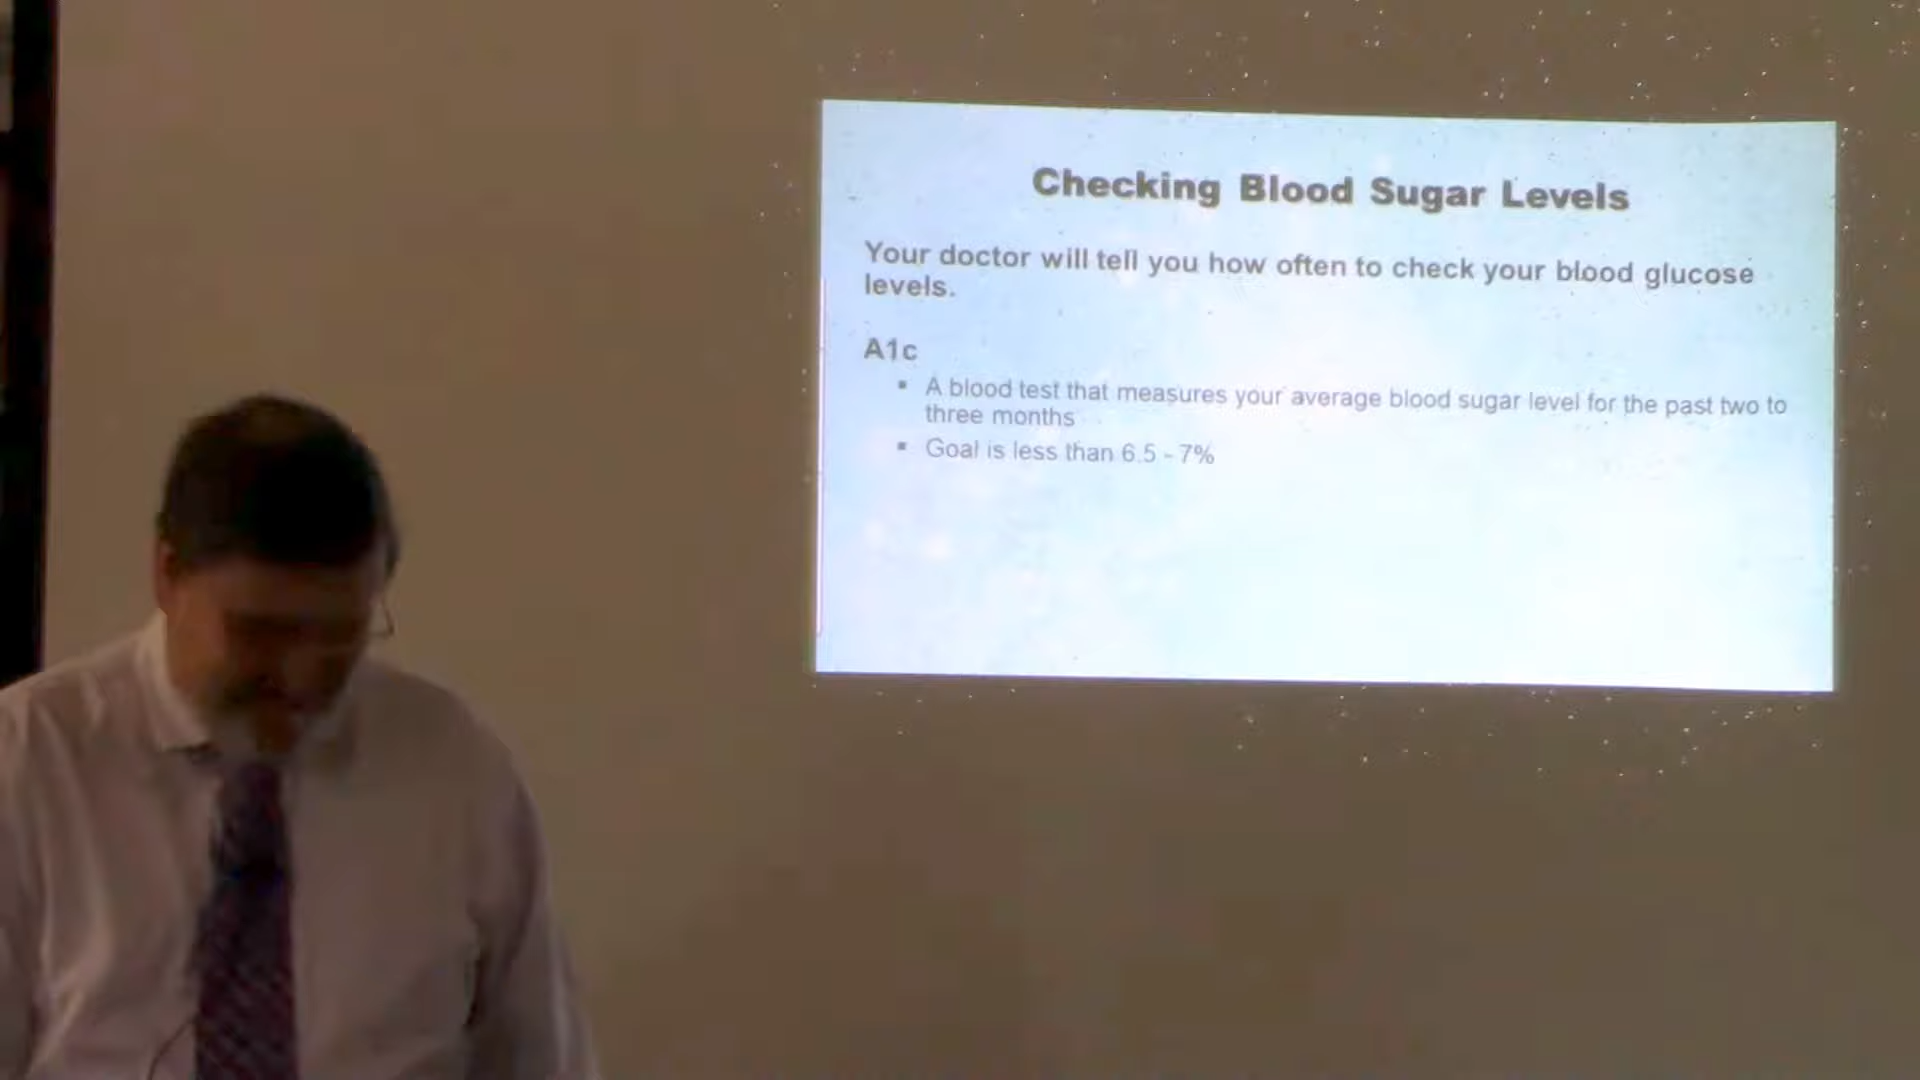 Checking Blood Sugar Levels
Your doctor will tell you how often to check your blood glucose
levels.
A1c
▪ A blood test that measures your average blood sugar level for the past two to
three months
▪ Goal is less than 6.5 - 7%